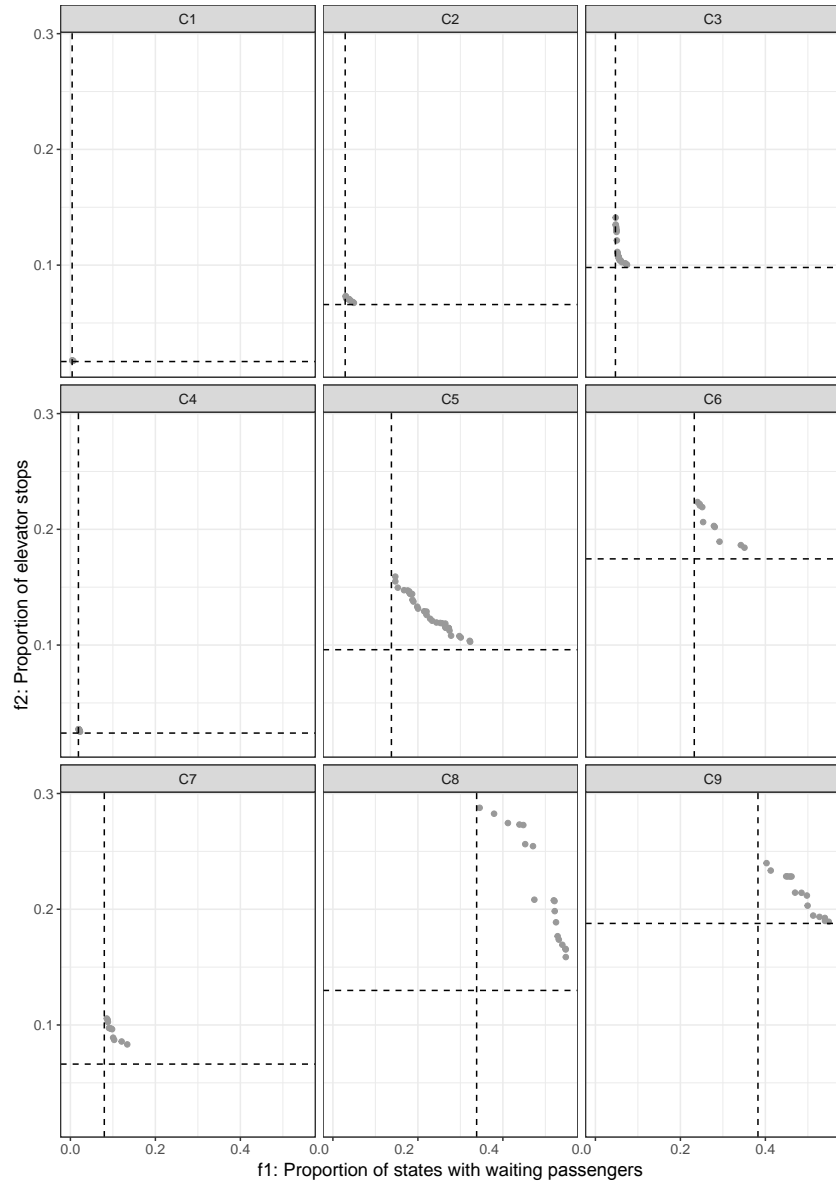 C1 C2 C3
0.3
0.2
0.1
C4 C5 C6
0.3
0.2
0.1
f2: Proportion of elevator stops
C7 C8 C9
0.3
0.2
0.1
0.0 0.2 0.4 0.0 0.2 0.4 0.0 0.2 0.4
f1: Proportion of states with waiting passengers